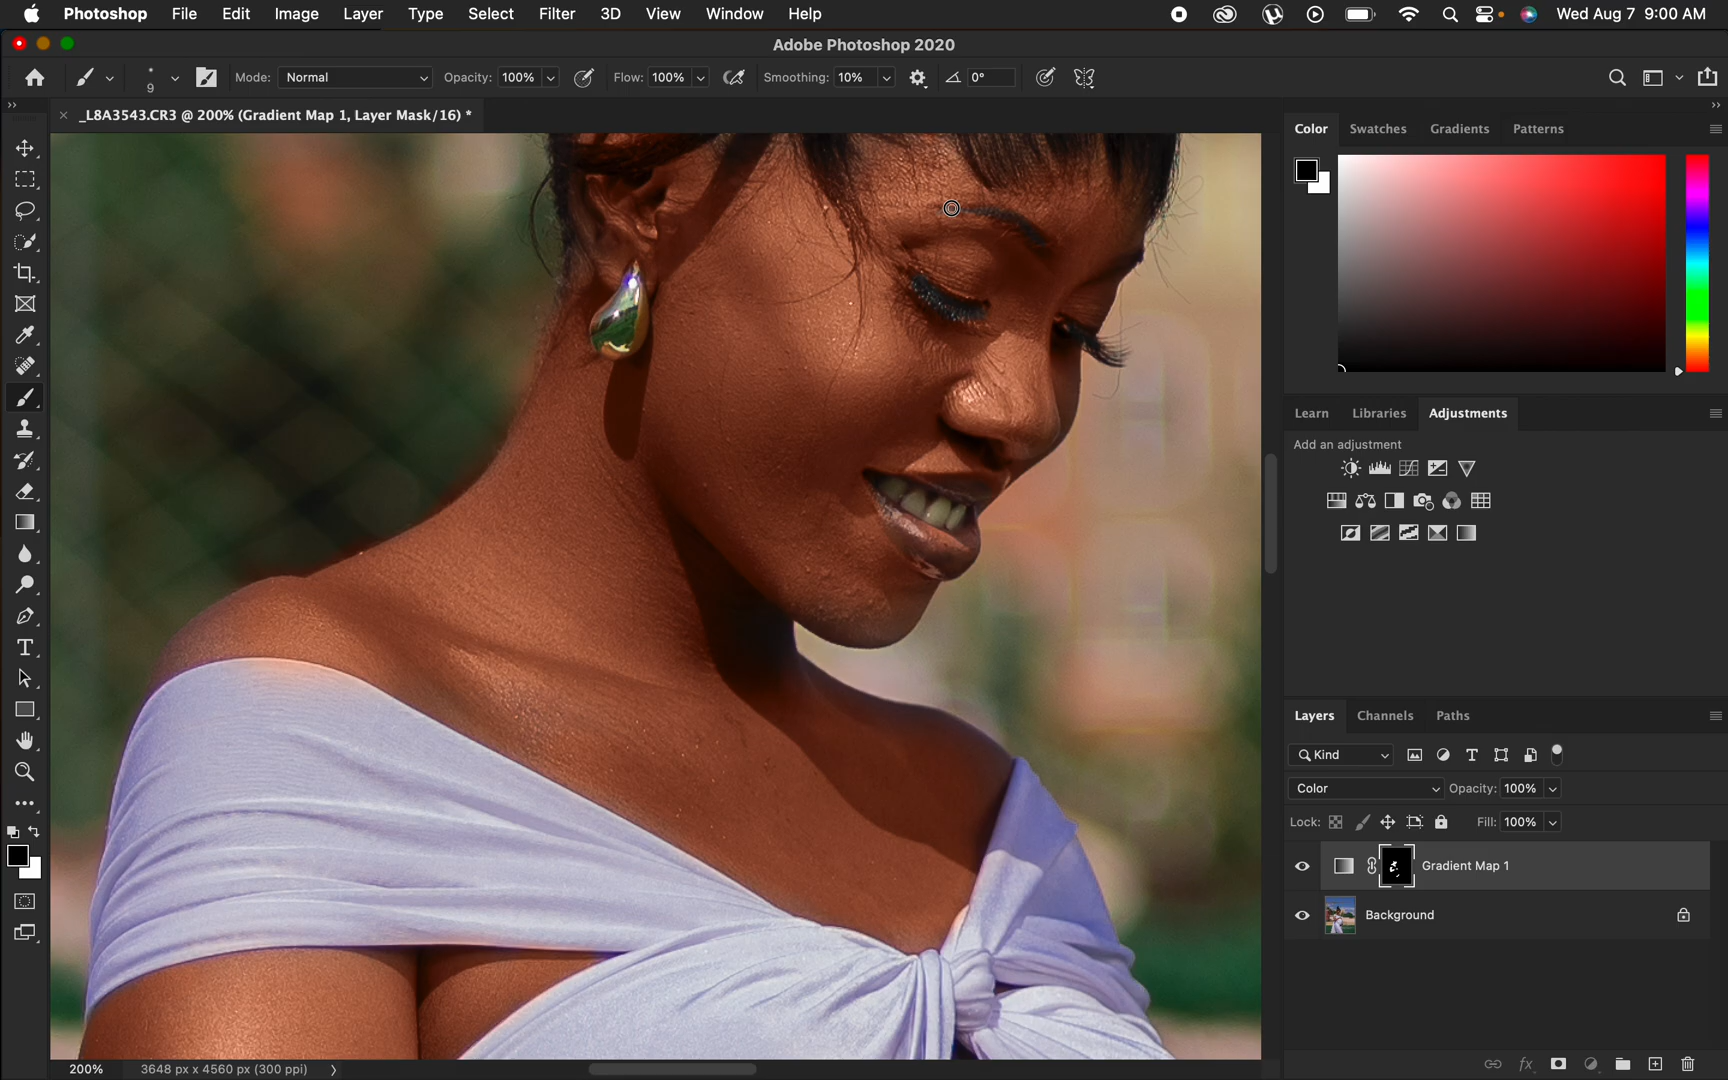 Photoshop File Edit Image Layer Type Select Filter 3D View Window Help Wed Aug 7 9:00 AM
Adobe Photoshop 2020
9 Mode: Normal Opacity: 100% Flow: 100% Smoothing: 10% 0°
_L8A3543.CR3 @ 200% (Gradient Map 1, Layer Mask/16) *
Color Swatches Gradients Patterns
Learn Libraries Adjustments
Add an adjustment
Layers Channels Paths
Kind
Color Opacity: 100%
Lock: Fill: 100%
Gradient Map 1
Background
200% 3648 px x 4560 px (300 ppi)